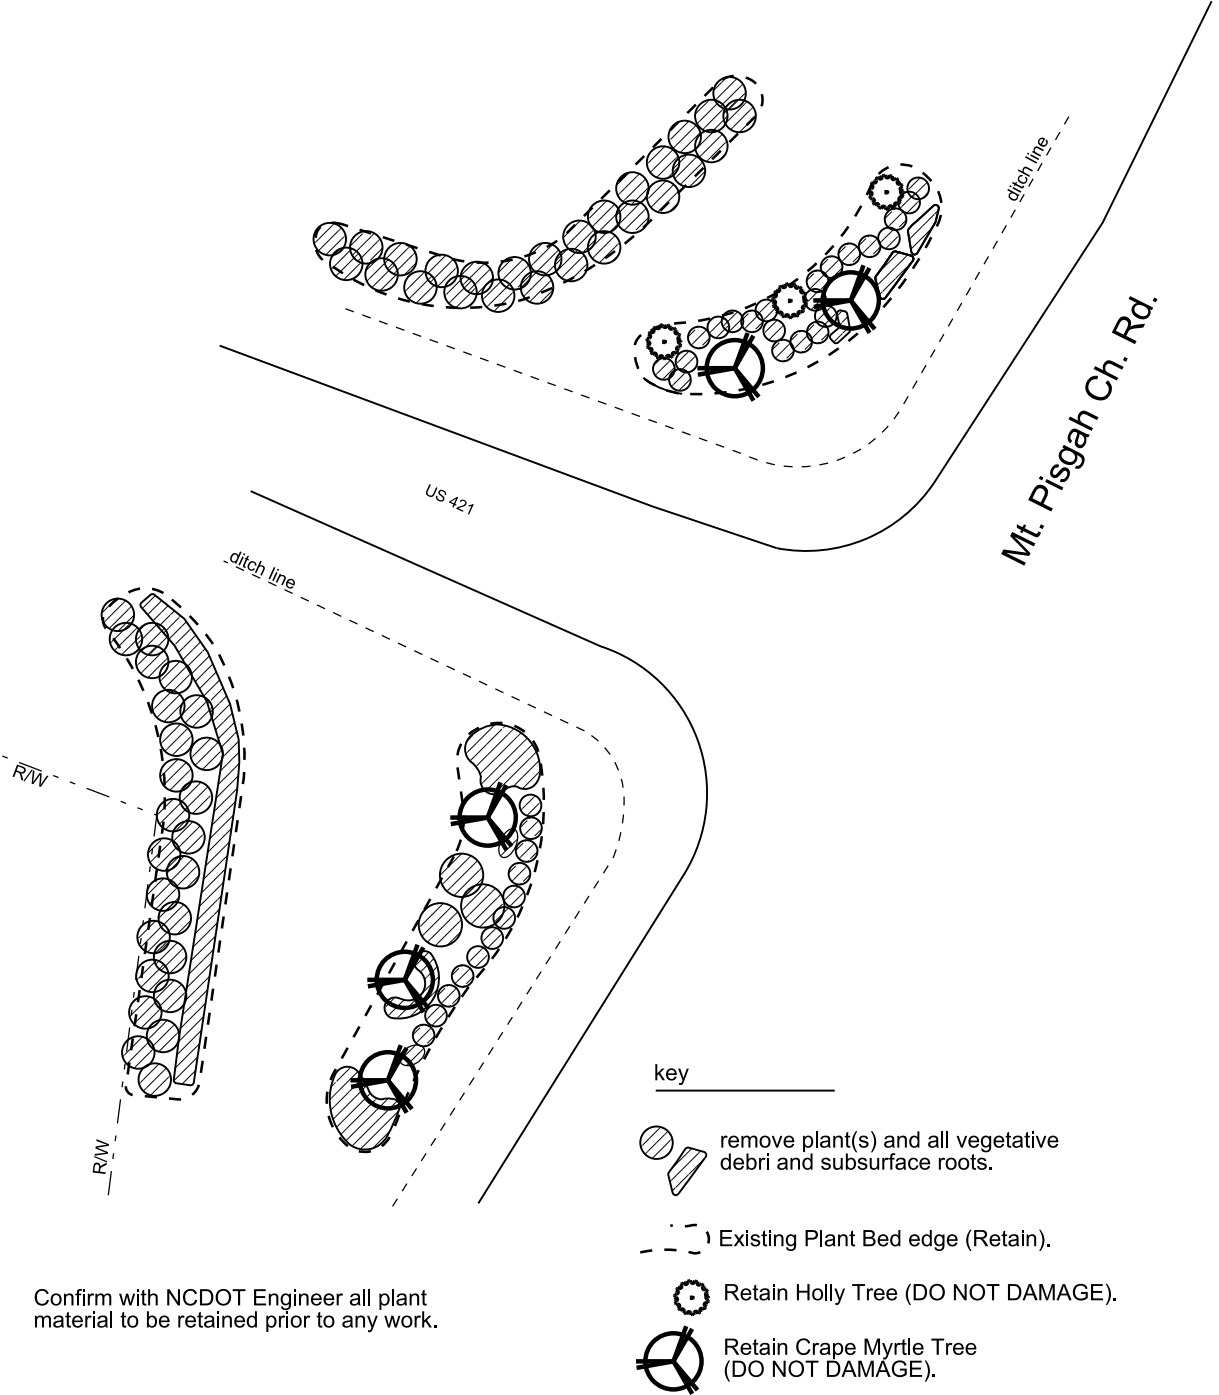 ditch line
Mt. Pisgah Ch. Rd.
US 421
ditch line
R/W
R/W
key
remove plant(s) and all vegetative
debri and subsurface roots.
Existing Plant Bed edge (Retain).
Retain Holly Tree (DO NOT DAMAGE).
Retain Crape Myrtle Tree
(DO NOT DAMAGE).
Confirm with NCDOT Engineer all plant
material to be retained prior to any work.